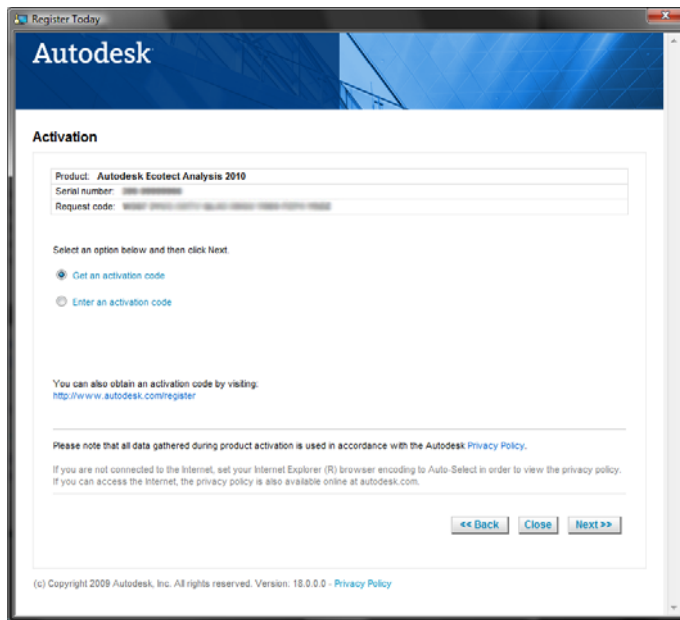 Register Today
Autodesk
Activation
Product: Autodesk Ecotect Analysis 2010
Serial number:
Request code:
Select an option below and then click Next.
Get an activation code
Enter an activation code
You can also obtain an activation code by visiting:
http://www.autodesk.com/register
Please note that all data gathered during product activation is used in accordance with the Autodesk Privacy Policy.
If you are not connected to the Internet, set your Internet Explorer (R) browser encoding to Auto-Select in order to view the privacy policy.
If you can access the Internet, the privacy policy is also available online at autodesk.com.
<< Back Close Next >>
(c) Copyright 2009 Autodesk, Inc. All rights reserved. Version: 18.0.0.0 - Privacy Policy